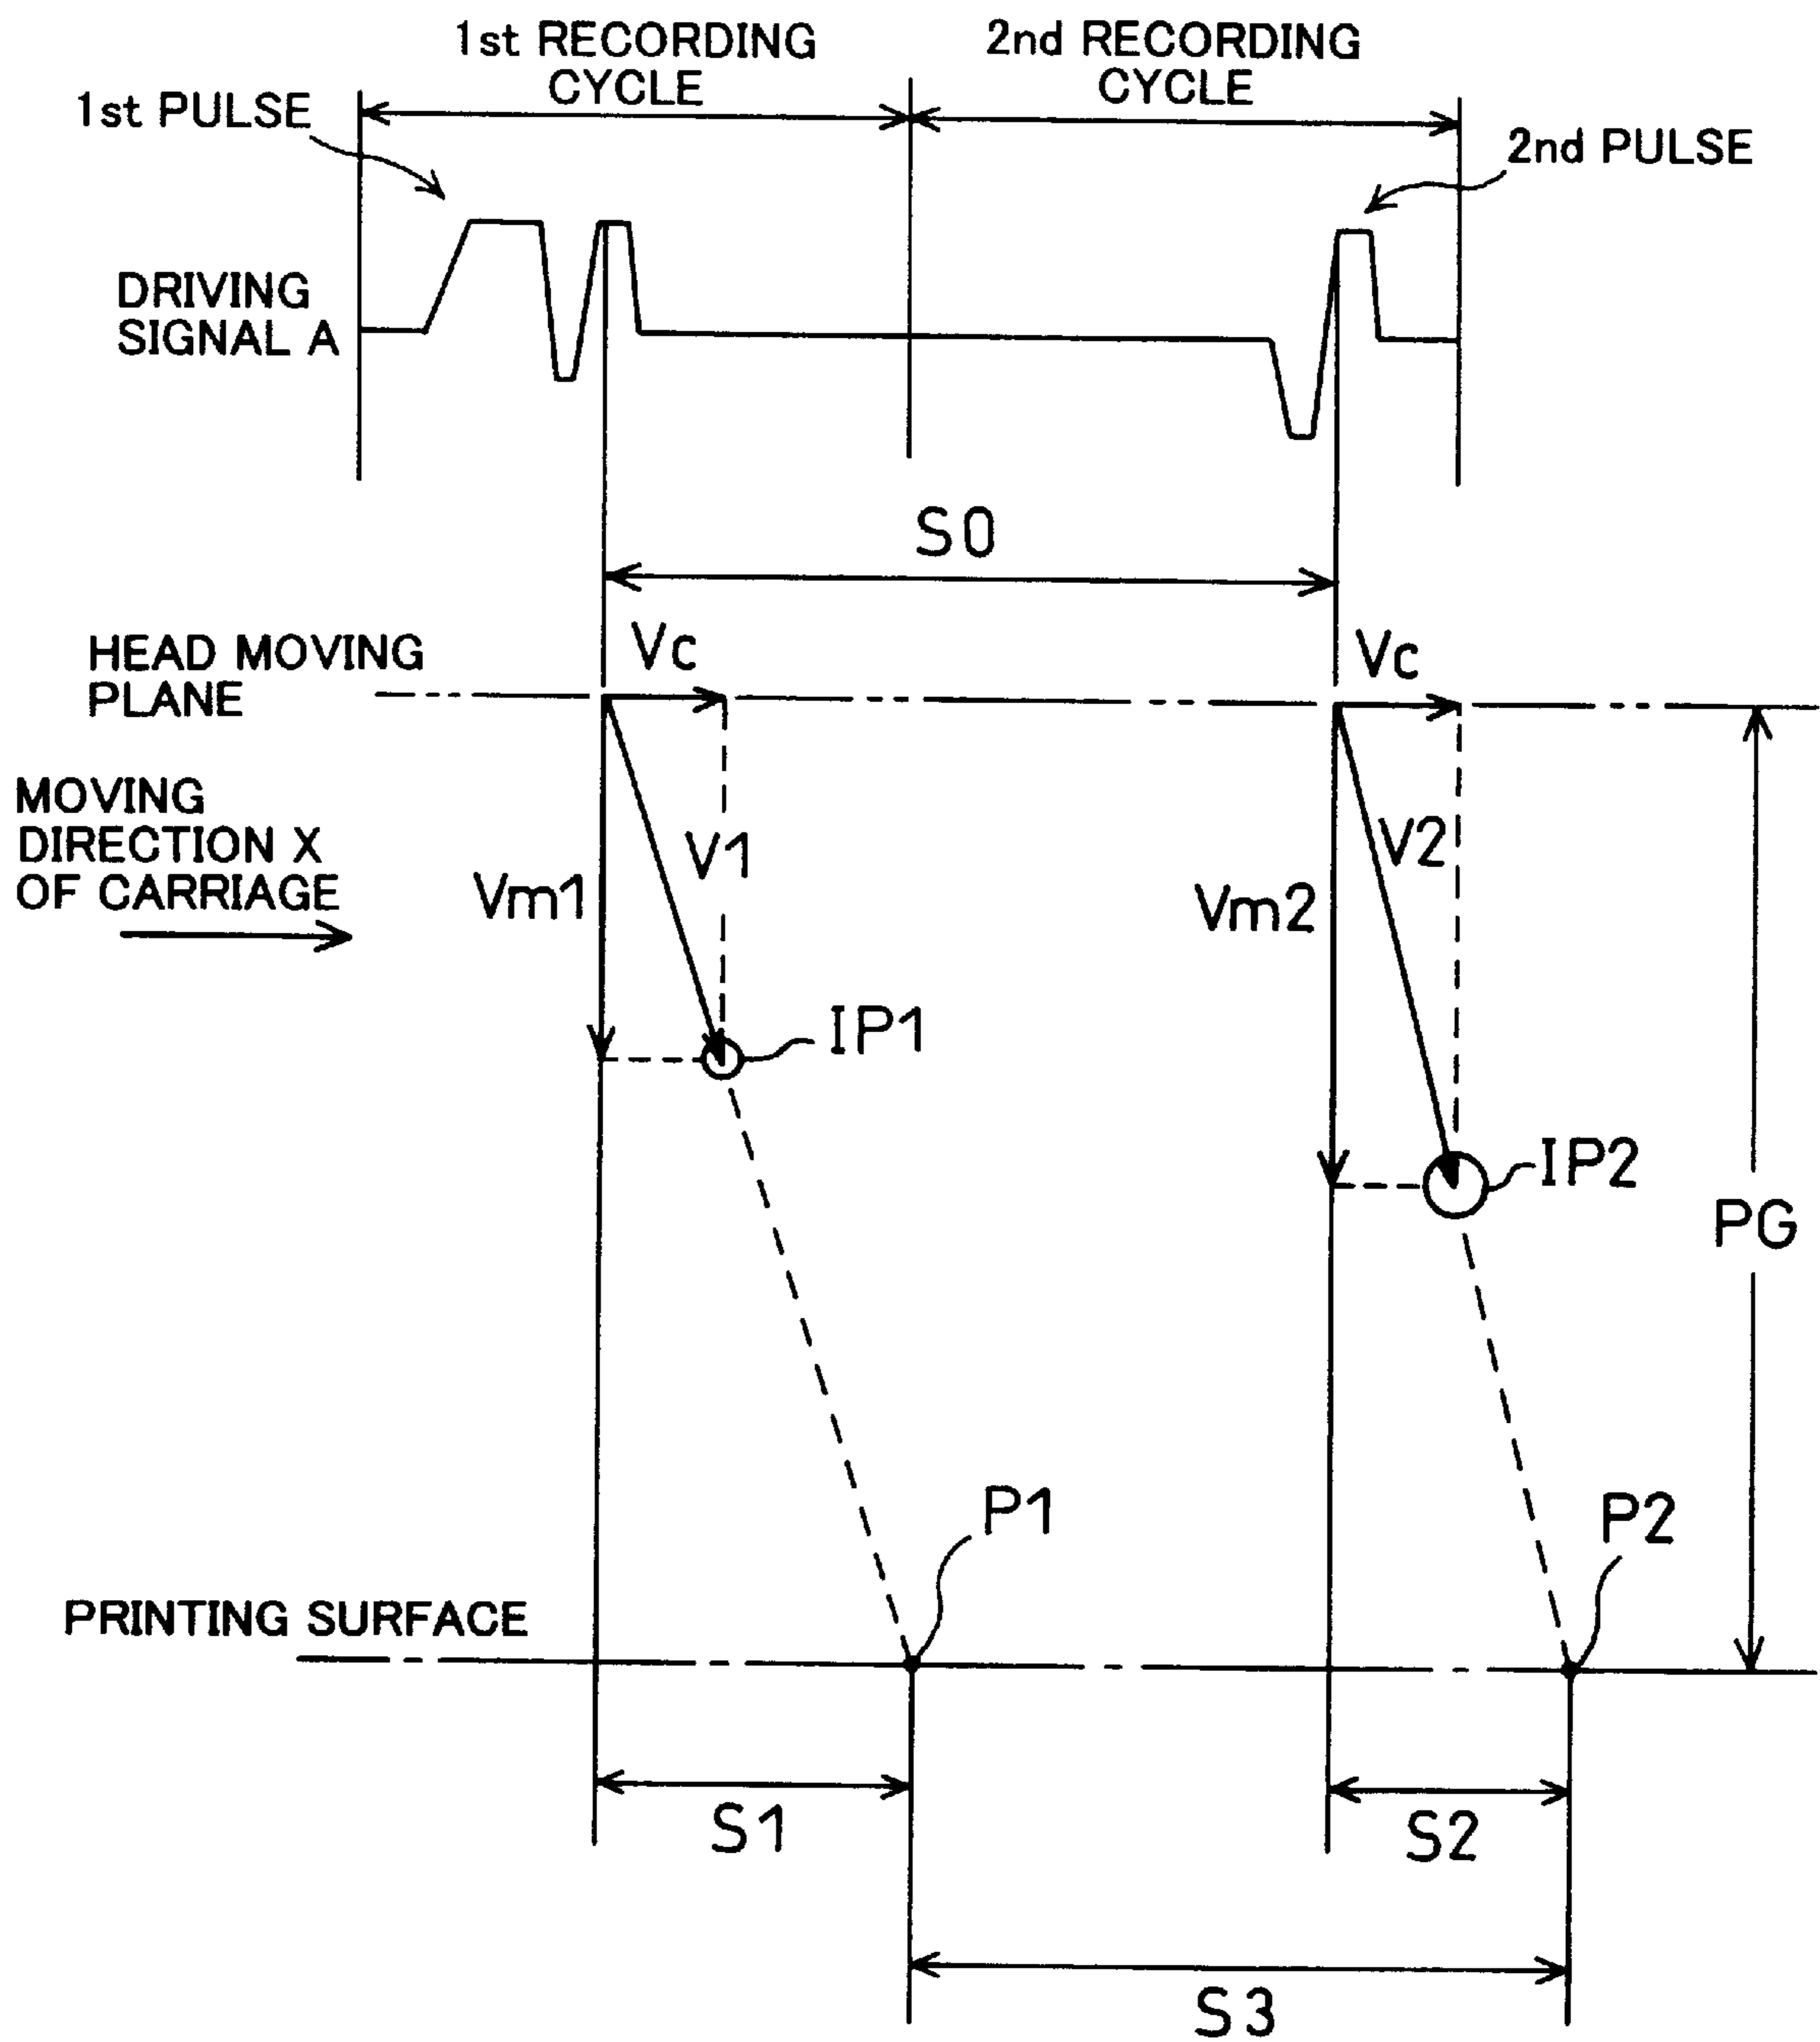 1st RECORDING
CYCLE
2nd RECORDING
CYCLE
1st PULSE
2nd PULSE
DRIVING
SIGNAL A
S0
HEAD MOVING
PLANE
Vc
Vc
MOVING
DIRECTION X
OF CARRIAGE
Vm1
V1
Vm2
V2
IP1
IP2
PG
P1
P2
PRINTING SURFACE
S1
S2
S3